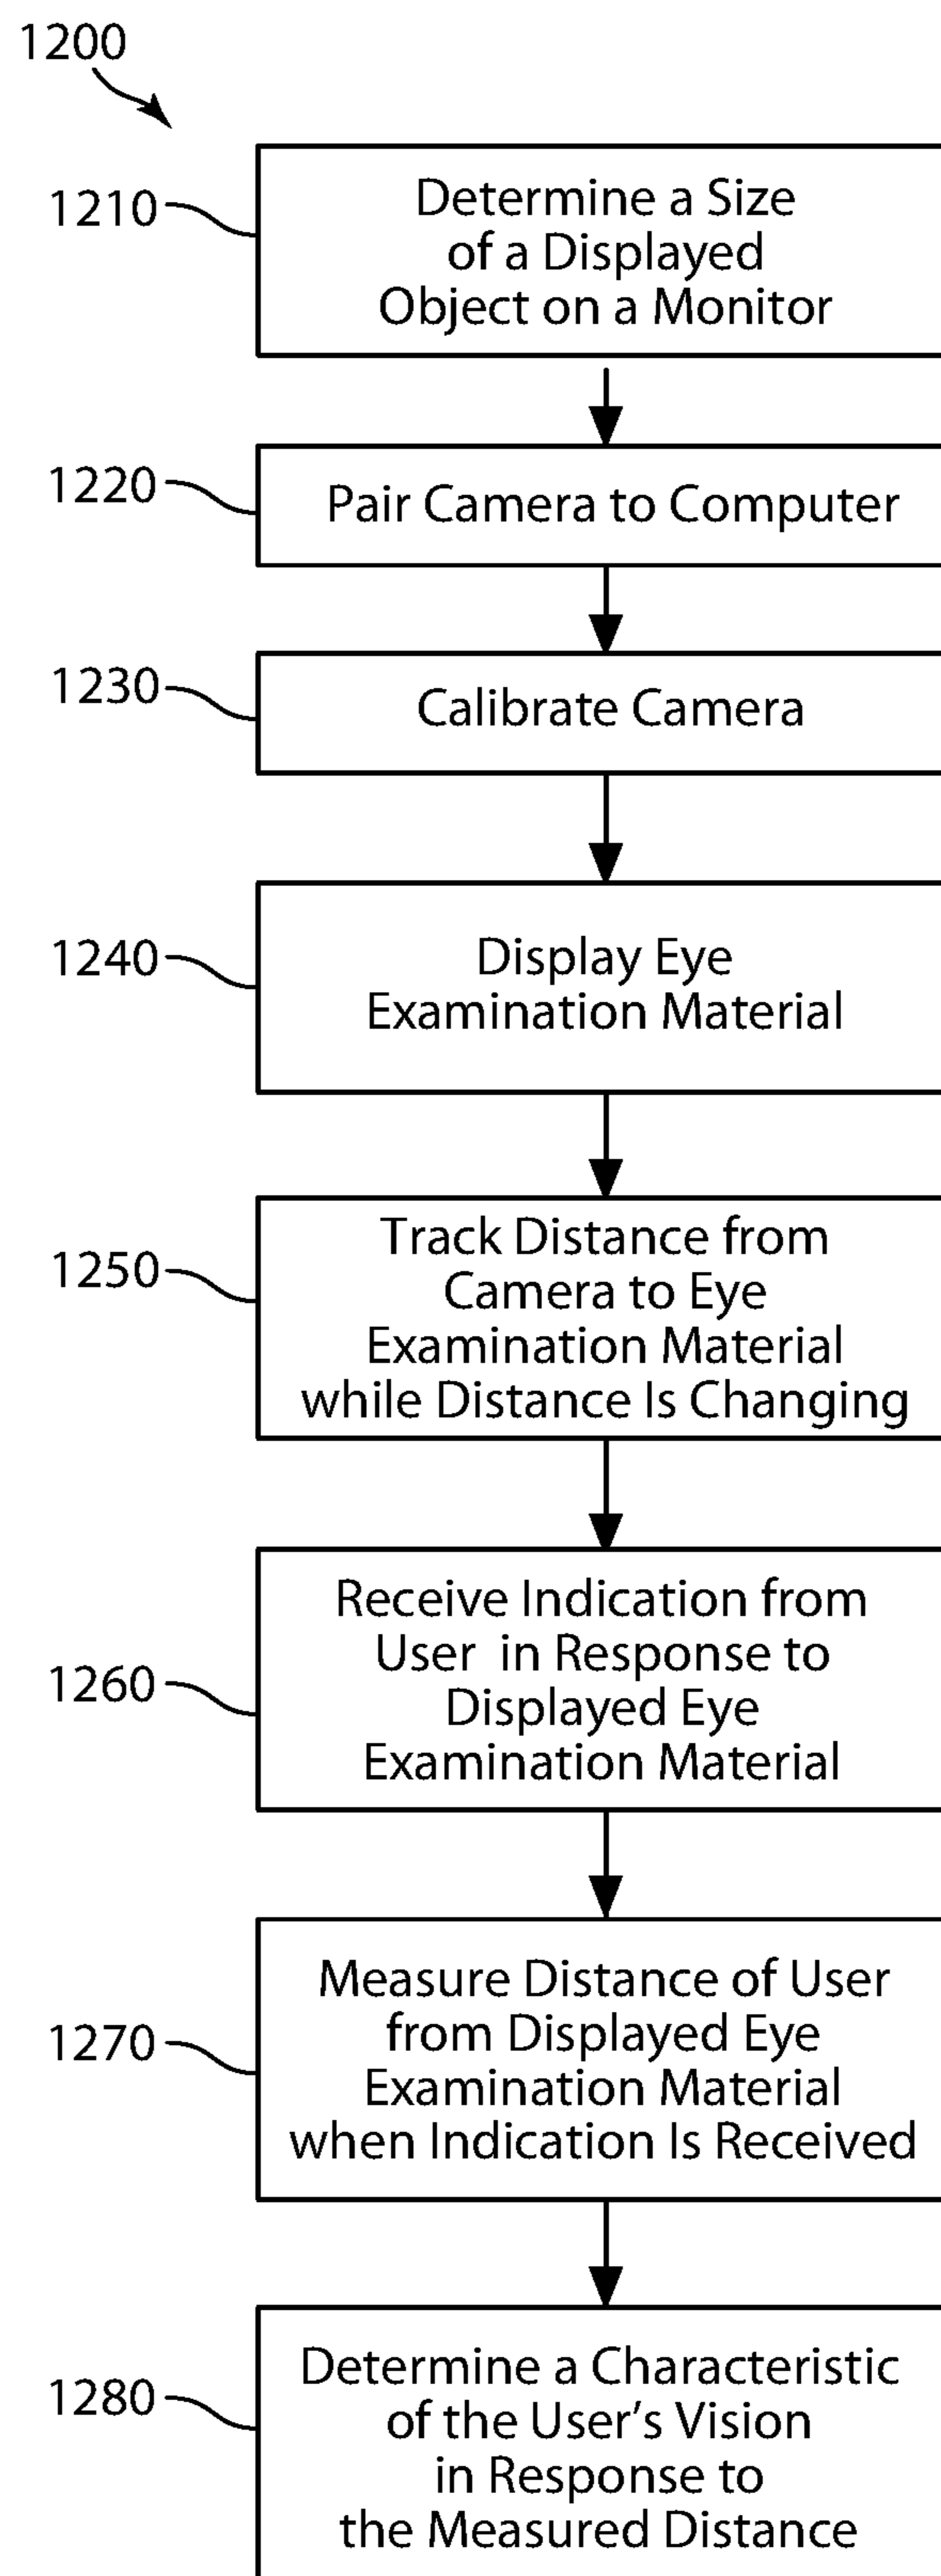 1200
1210
Determine a Size
of a Displayed
Object on a Monitor
1220
Pair Camera to Computer
1230
Calibrate Camera
1240
Display Eye
Examination Material
1250
Track Distance from
Camera to Eye
Examination Material
while Distance Is Changing
1260
Receive Indication from
User in Response to
Displayed Eye
Examination Material
1270
Measure Distance of User
from Displayed Eye
Examination Material
when Indication Is Received
1280
Determine a Characteristic
of the User's Vision
in Response to
the Measured Distance